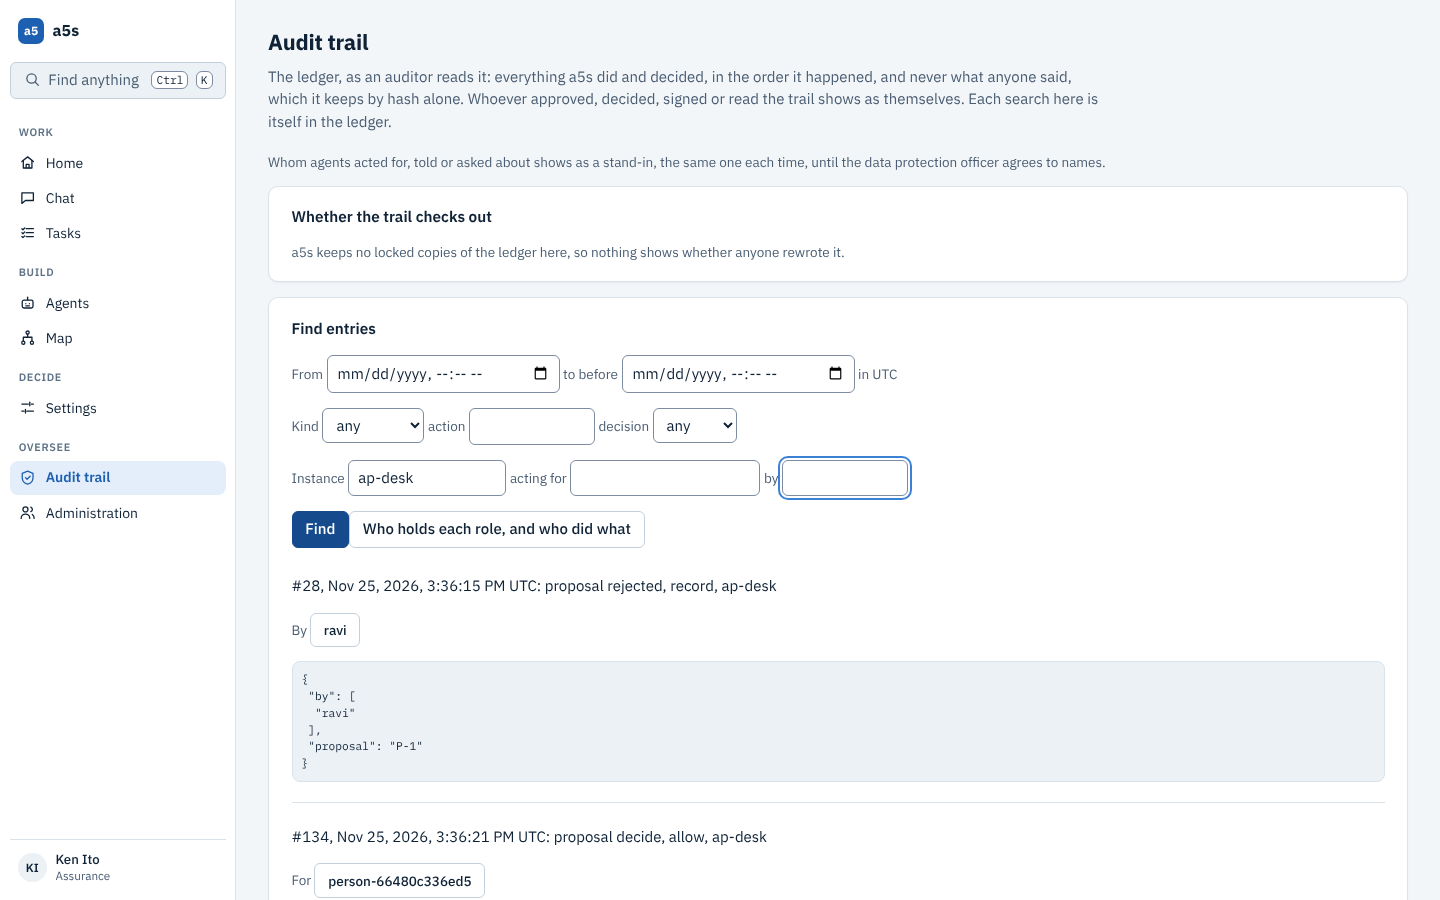 a5 a5s
Find anything Ctrl K
WORK
Home
Chat
Tasks
BUILD
Agents
Map
DECIDE
Settings
OVERSEE
Audit trail
Administration
KI Ken Ito
Assurance
Audit trail
The ledger, as an auditor reads it: everything a5s did and decided, in the order it happened, and never what anyone said,
which it keeps by hash alone. Whoever approved, decided, signed or read the trail shows as themselves. Each search here is
itself in the ledger.
Whom agents acted for, told or asked about shows as a stand-in, the same one each time, until the data protection officer agrees to names.
Whether the trail checks out
a5s keeps no locked copies of the ledger here, so nothing shows whether anyone rewrote it.
Find entries
From mm/dd/yyyy, --:-- -- to before mm/dd/yyyy, --:-- -- in UTC
Kind any action decision any
Instance ap-desk acting for by
Find Who holds each role, and who did what
#28, Nov 25, 2026, 3:36:15 PM UTC: proposal rejected, record, ap-desk
By ravi
{
"by": [
"ravi"
],
"proposal": "P-1"
}
#134, Nov 25, 2026, 3:36:21 PM UTC: proposal decide, allow, ap-desk
For person-66480c336ed5